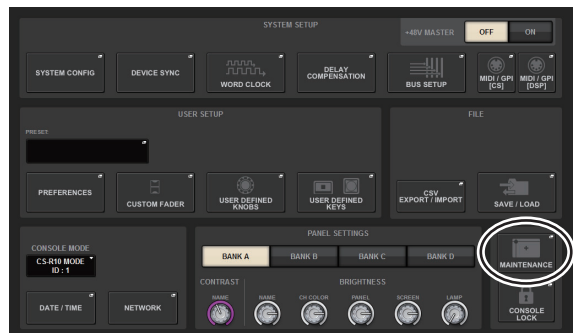 SYSTEM SETUP
+48V MASTER
OFF
ON
SYSTEM CONFIG
DEVICE SYNC
WORD CLOCK
DELAY
COMPENSATION
BUS SETUP
MIDI / GPI
[CS]
MIDI / GPI
[DSP]
USER SETUP
FILE
PRESET:
PREFERENCES
CUSTOM FADER
USER DEFINED
KNOBS
USER DEFINED
KEYS
CSV
EXPORT / IMPORT
SAVE / LOAD
CONSOLE MODE
CS-R10 MODE
ID : 1
DATE / TIME
NETWORK
PANEL SETTINGS
BANK A
BANK B
BANK C
BANK D
CONTRAST
BRIGHTNESS
NAME
NAME
CH COLOR
PANEL
SCREEN
LAMP
MAINTENANCE
CONSOLE
LOCK